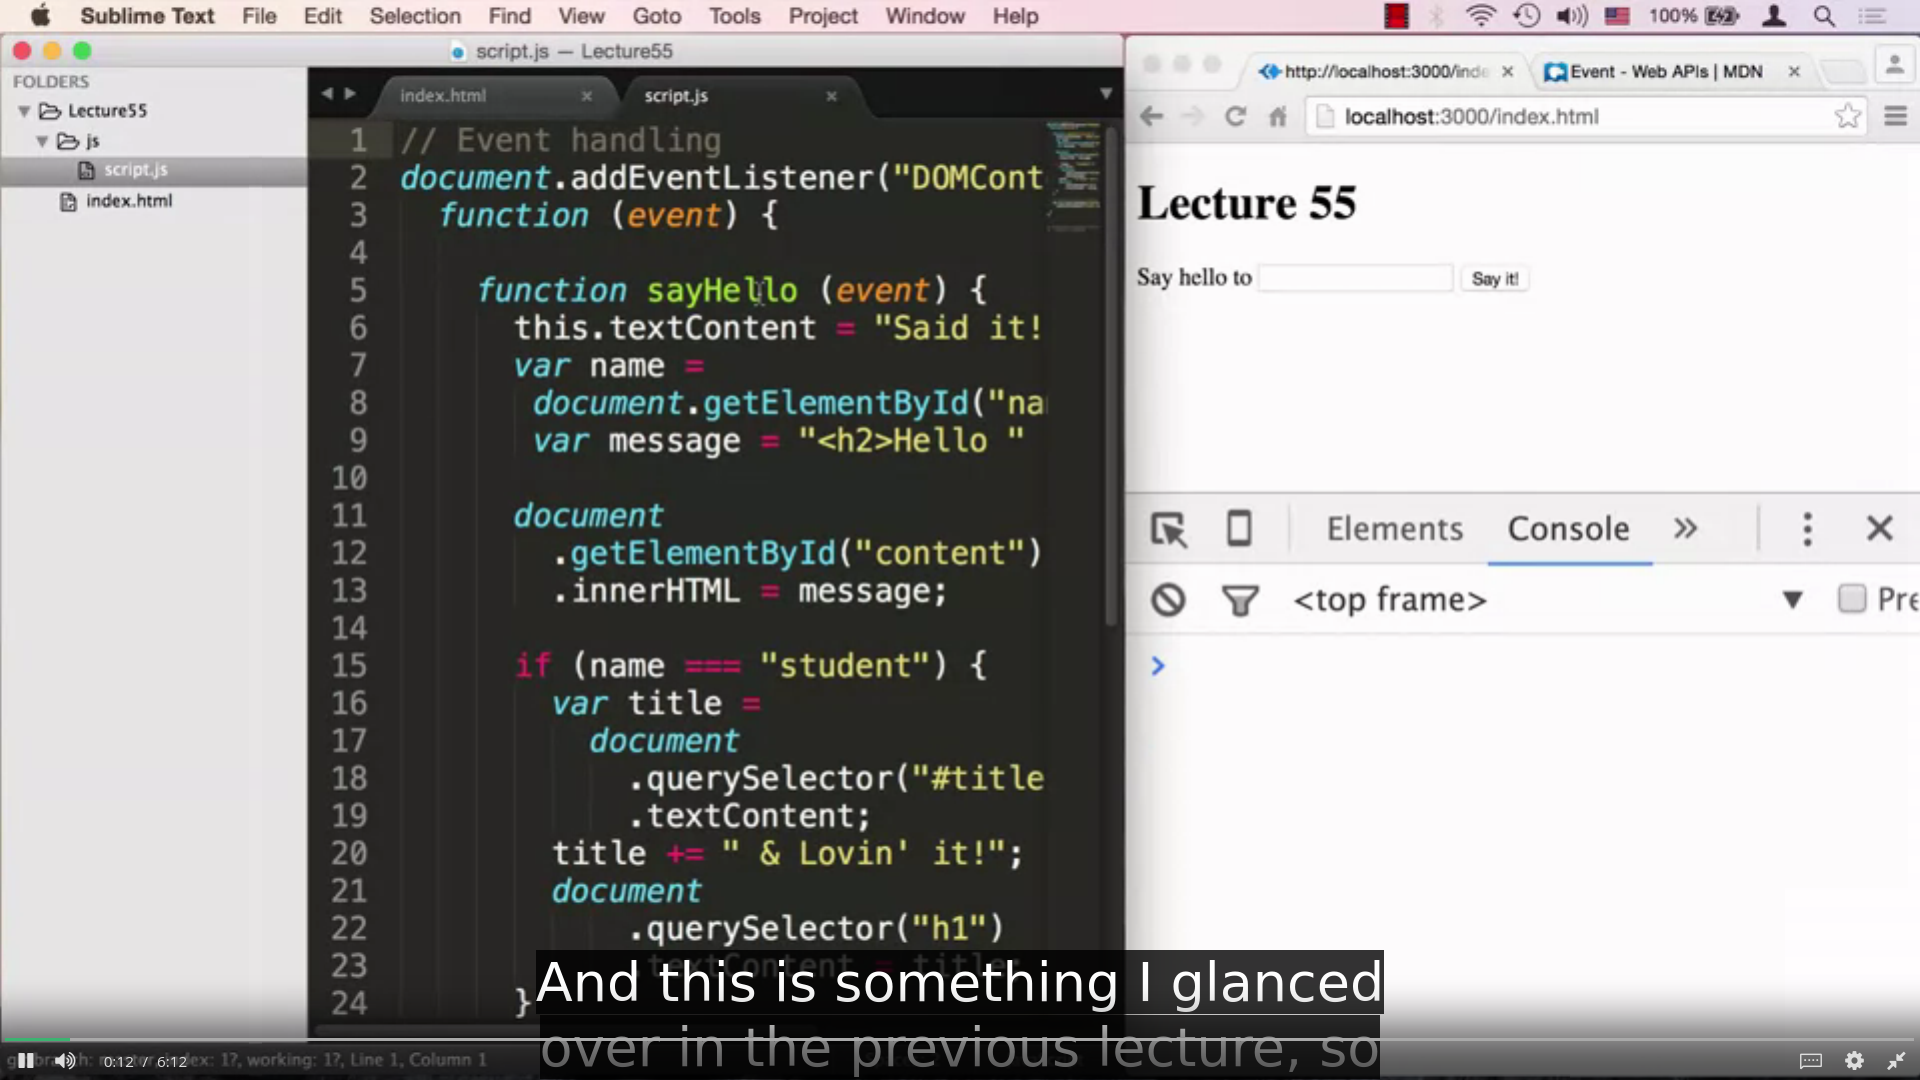 Sublime Text File Edit Selection Find View Goto Tools Project Window Help 100%
script.js — Lecture55
FOLDERS
Lecture55
js
script.js
index.html
index.html × script.js ×
1 // Event handling
2 document.addEventListener("DOMCont
3 function (event) {
4
5 function sayHello (event) {
6 this.textContent = "Said it!
7 var name =
8 document.getElementById("na
9 var message = "<h2>Hello "
10
11 document
12 .getElementById("content")
13 .innerHTML = message;
14
15 if (name === "student") {
16 var title =
17 document
18 .querySelector("#title
19 .textContent;
20 title += " & Lovin' it!";
21 document
22 .querySelector("h1")
23 .textContent = title;
24 }
http://localhost:3000/inde × Event - Web APIs | MDN ×
localhost:3000/index.html
Lecture 55
Say hello to Say it!
Elements Console »
<top frame> Pre
>
And this is something I glanced
over in the previous lecture, so
index: 1?, working: 1?, Line 1, Column 1
0:12 / 6:12